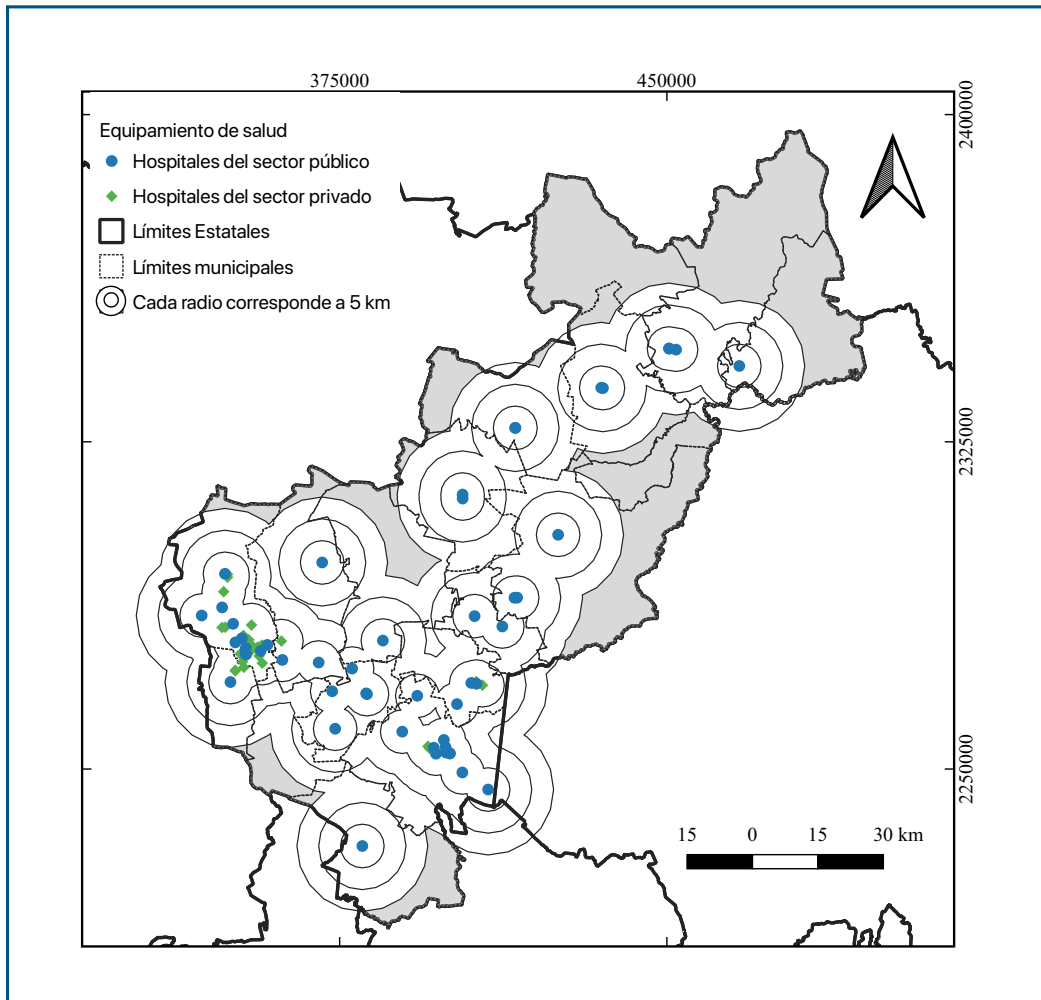 375000
450000
2400000
Equipamiento de salud
Hospitales del sector público
Hospitales del sector privado
Límites Estatales
Límites municipales
Cada radio corresponde a 5 km
2325000
2250000
15 0 15 30 km